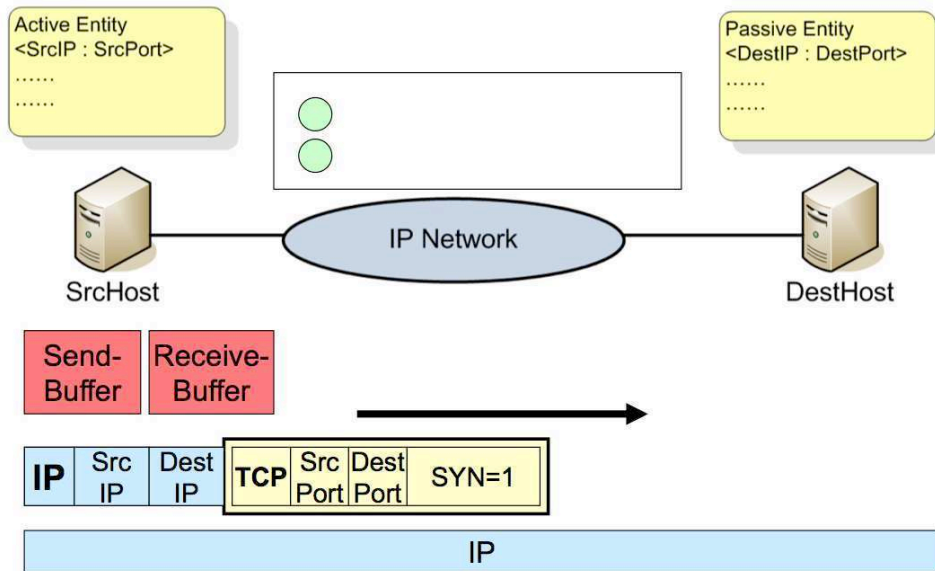 Active Entity
<SrcIP : SrcPort>
......
......
Passive Entity
<DestIP : DestPort>
......
......
IP Network
SrcHost
DestHost
Send-
Buffer
Receive-
Buffer
IP
Src
IP
Dest
IP
TCP
Src
Port
Dest
Port
SYN=1
IP